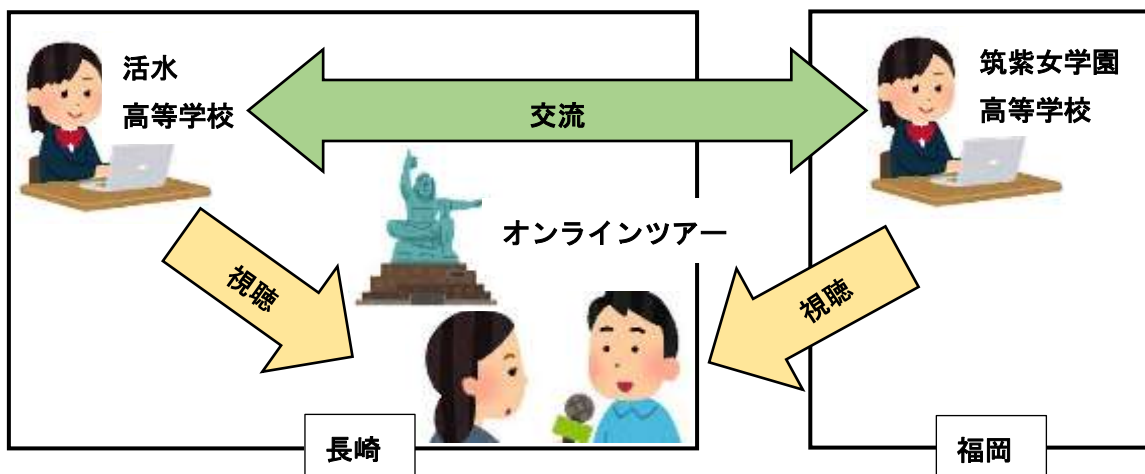 活水
高等学校
筑紫女学園
高等学校
交流
オンラインツアー
視聴
視聴
長崎
福岡